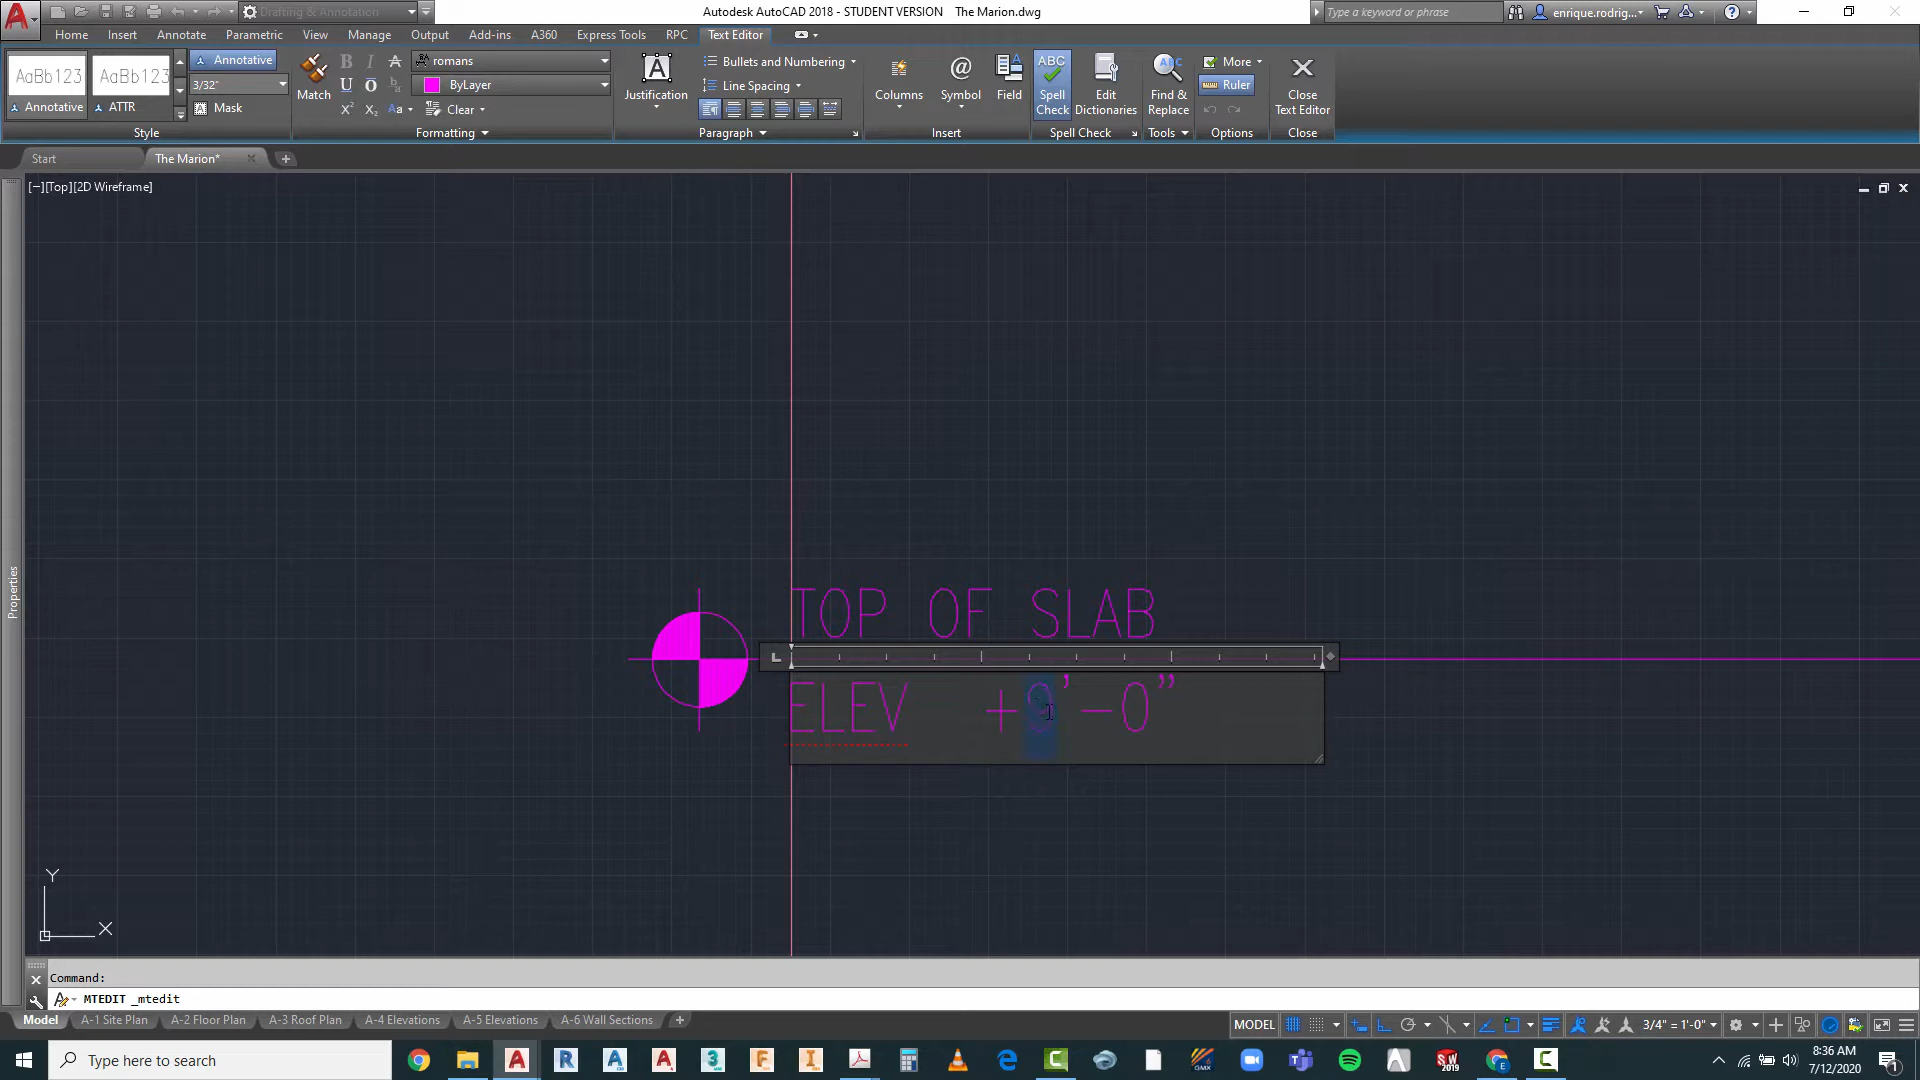 Drafting & Annotation
Autodesk AutoCAD 2018 - STUDENT VERSION The Marion.dwg
Type a keyword or phrase
enrique.rodrig...
Home Insert Annotate Parametric View Manage Output Add-ins A360 Express Tools RPC Text Editor
AaBb123 AaBb123 Annotative
romans
Bullets and Numbering
More
3/32"
ByLayer
Line Spacing
Ruler
Match Justification Columns Symbol Field Spell Check Edit Dictionaries Find & Replace Close Text Editor
Annotative ATTR Mask
Aa Clear
Style Formatting Paragraph Insert Spell Check Tools Options Close
Start The Marion*
[−][Top][2D Wireframe]
Properties
TOP OF SLAB
ELEV +0'-0"
Y
X
Command:
MTEDIT _mtedit
Model A-1 Site Plan A-2 Floor Plan A-3 Roof Plan A-4 Elevations A-5 Elevations A-6 Wall Sections
MODEL 3/4" = 1'-0"
Type here to search
8:36 AM
7/12/2020